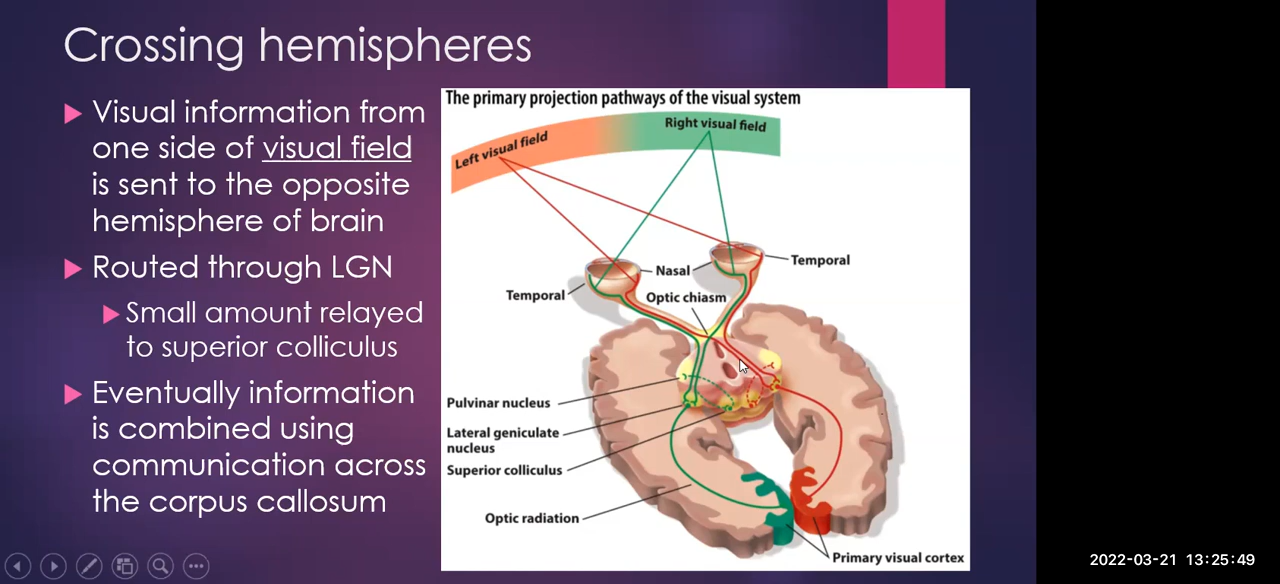 Crossing hemispheres
Visual information from
one side of visual field
is sent to the opposite
hemisphere of brain
Routed through LGN
Small amount relayed
to superior colliculus
Eventually information
is combined using
communication across
the corpus callosum
The primary projection pathways of the visual system
Left visual field
Right visual field
Temporal
Nasal
Temporal
Optic chiasm
Pulvinar nucleus
Lateral geniculate
nucleus
Superior colliculus
Optic radiation
Primary visual cortex
2022-03-21 13:25:49